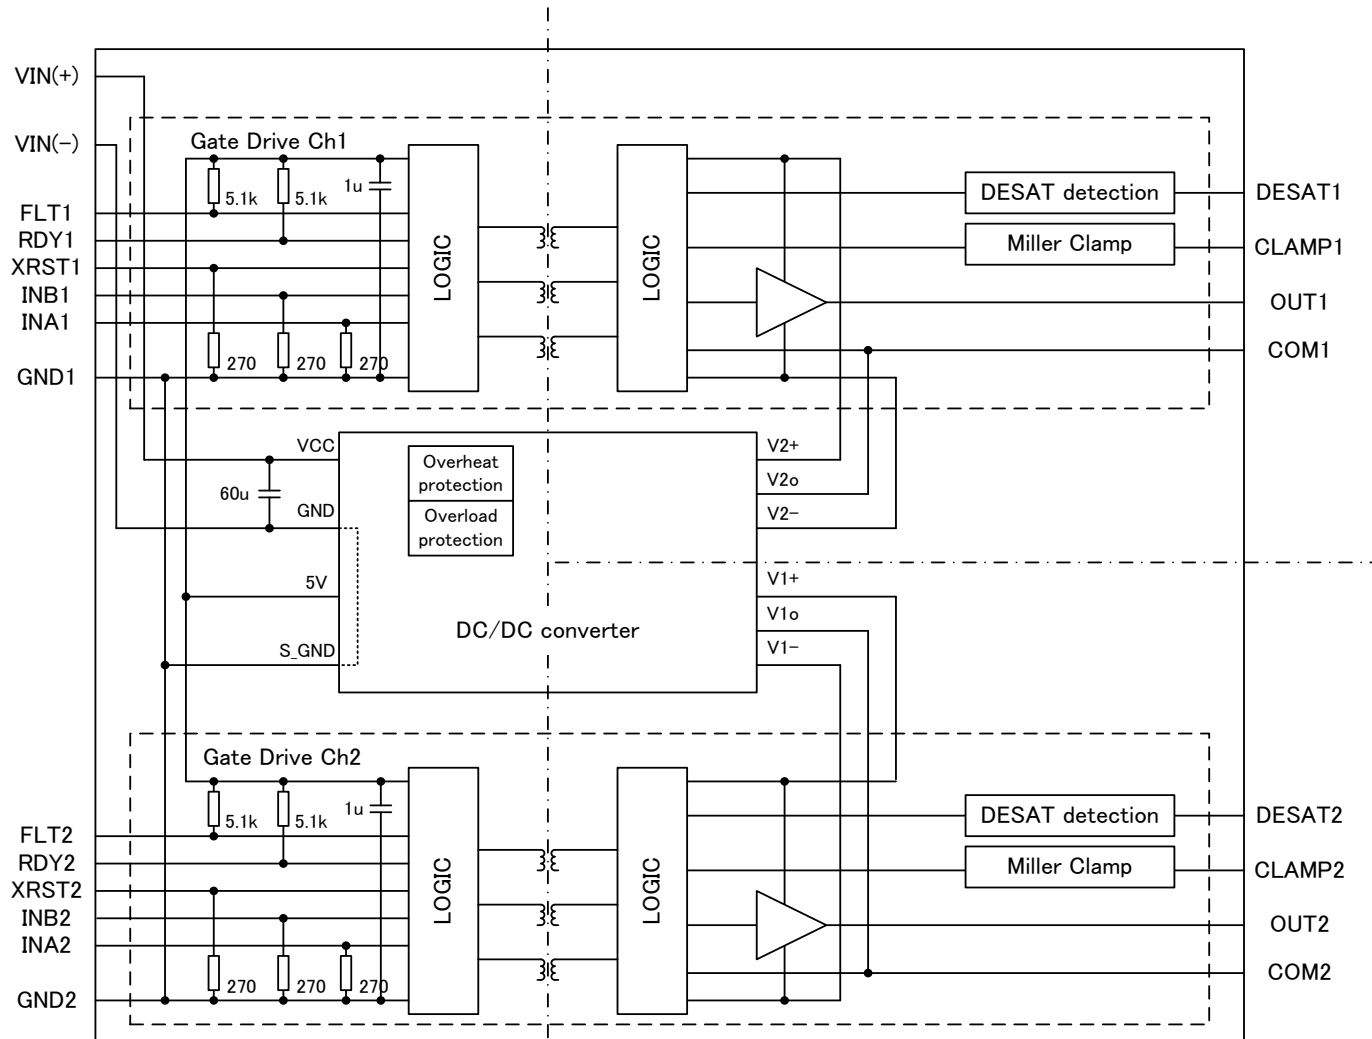 VIN(+)
VIN(-)
Gate Drive Ch1
1u
5.1k 5.1k
FLT1
RDY1
XRST1
INB1
INA1
GND1
270 270 270
LOGIC
LOGIC
DESAT detection
Miller Clamp
DESAT1
CLAMP1
OUT1
COM1
VCC
60u
GND
5V
S_GND
Overheat
protection
Overload
protection
DC/DC converter
V2+
V2o
V2-
V1+
V1o
V1-
Gate Drive Ch2
1u
5.1k 5.1k
FLT2
RDY2
XRST2
INB2
INA2
GND2
270 270 270
LOGIC
LOGIC
DESAT detection
Miller Clamp
DESAT2
CLAMP2
OUT2
COM2